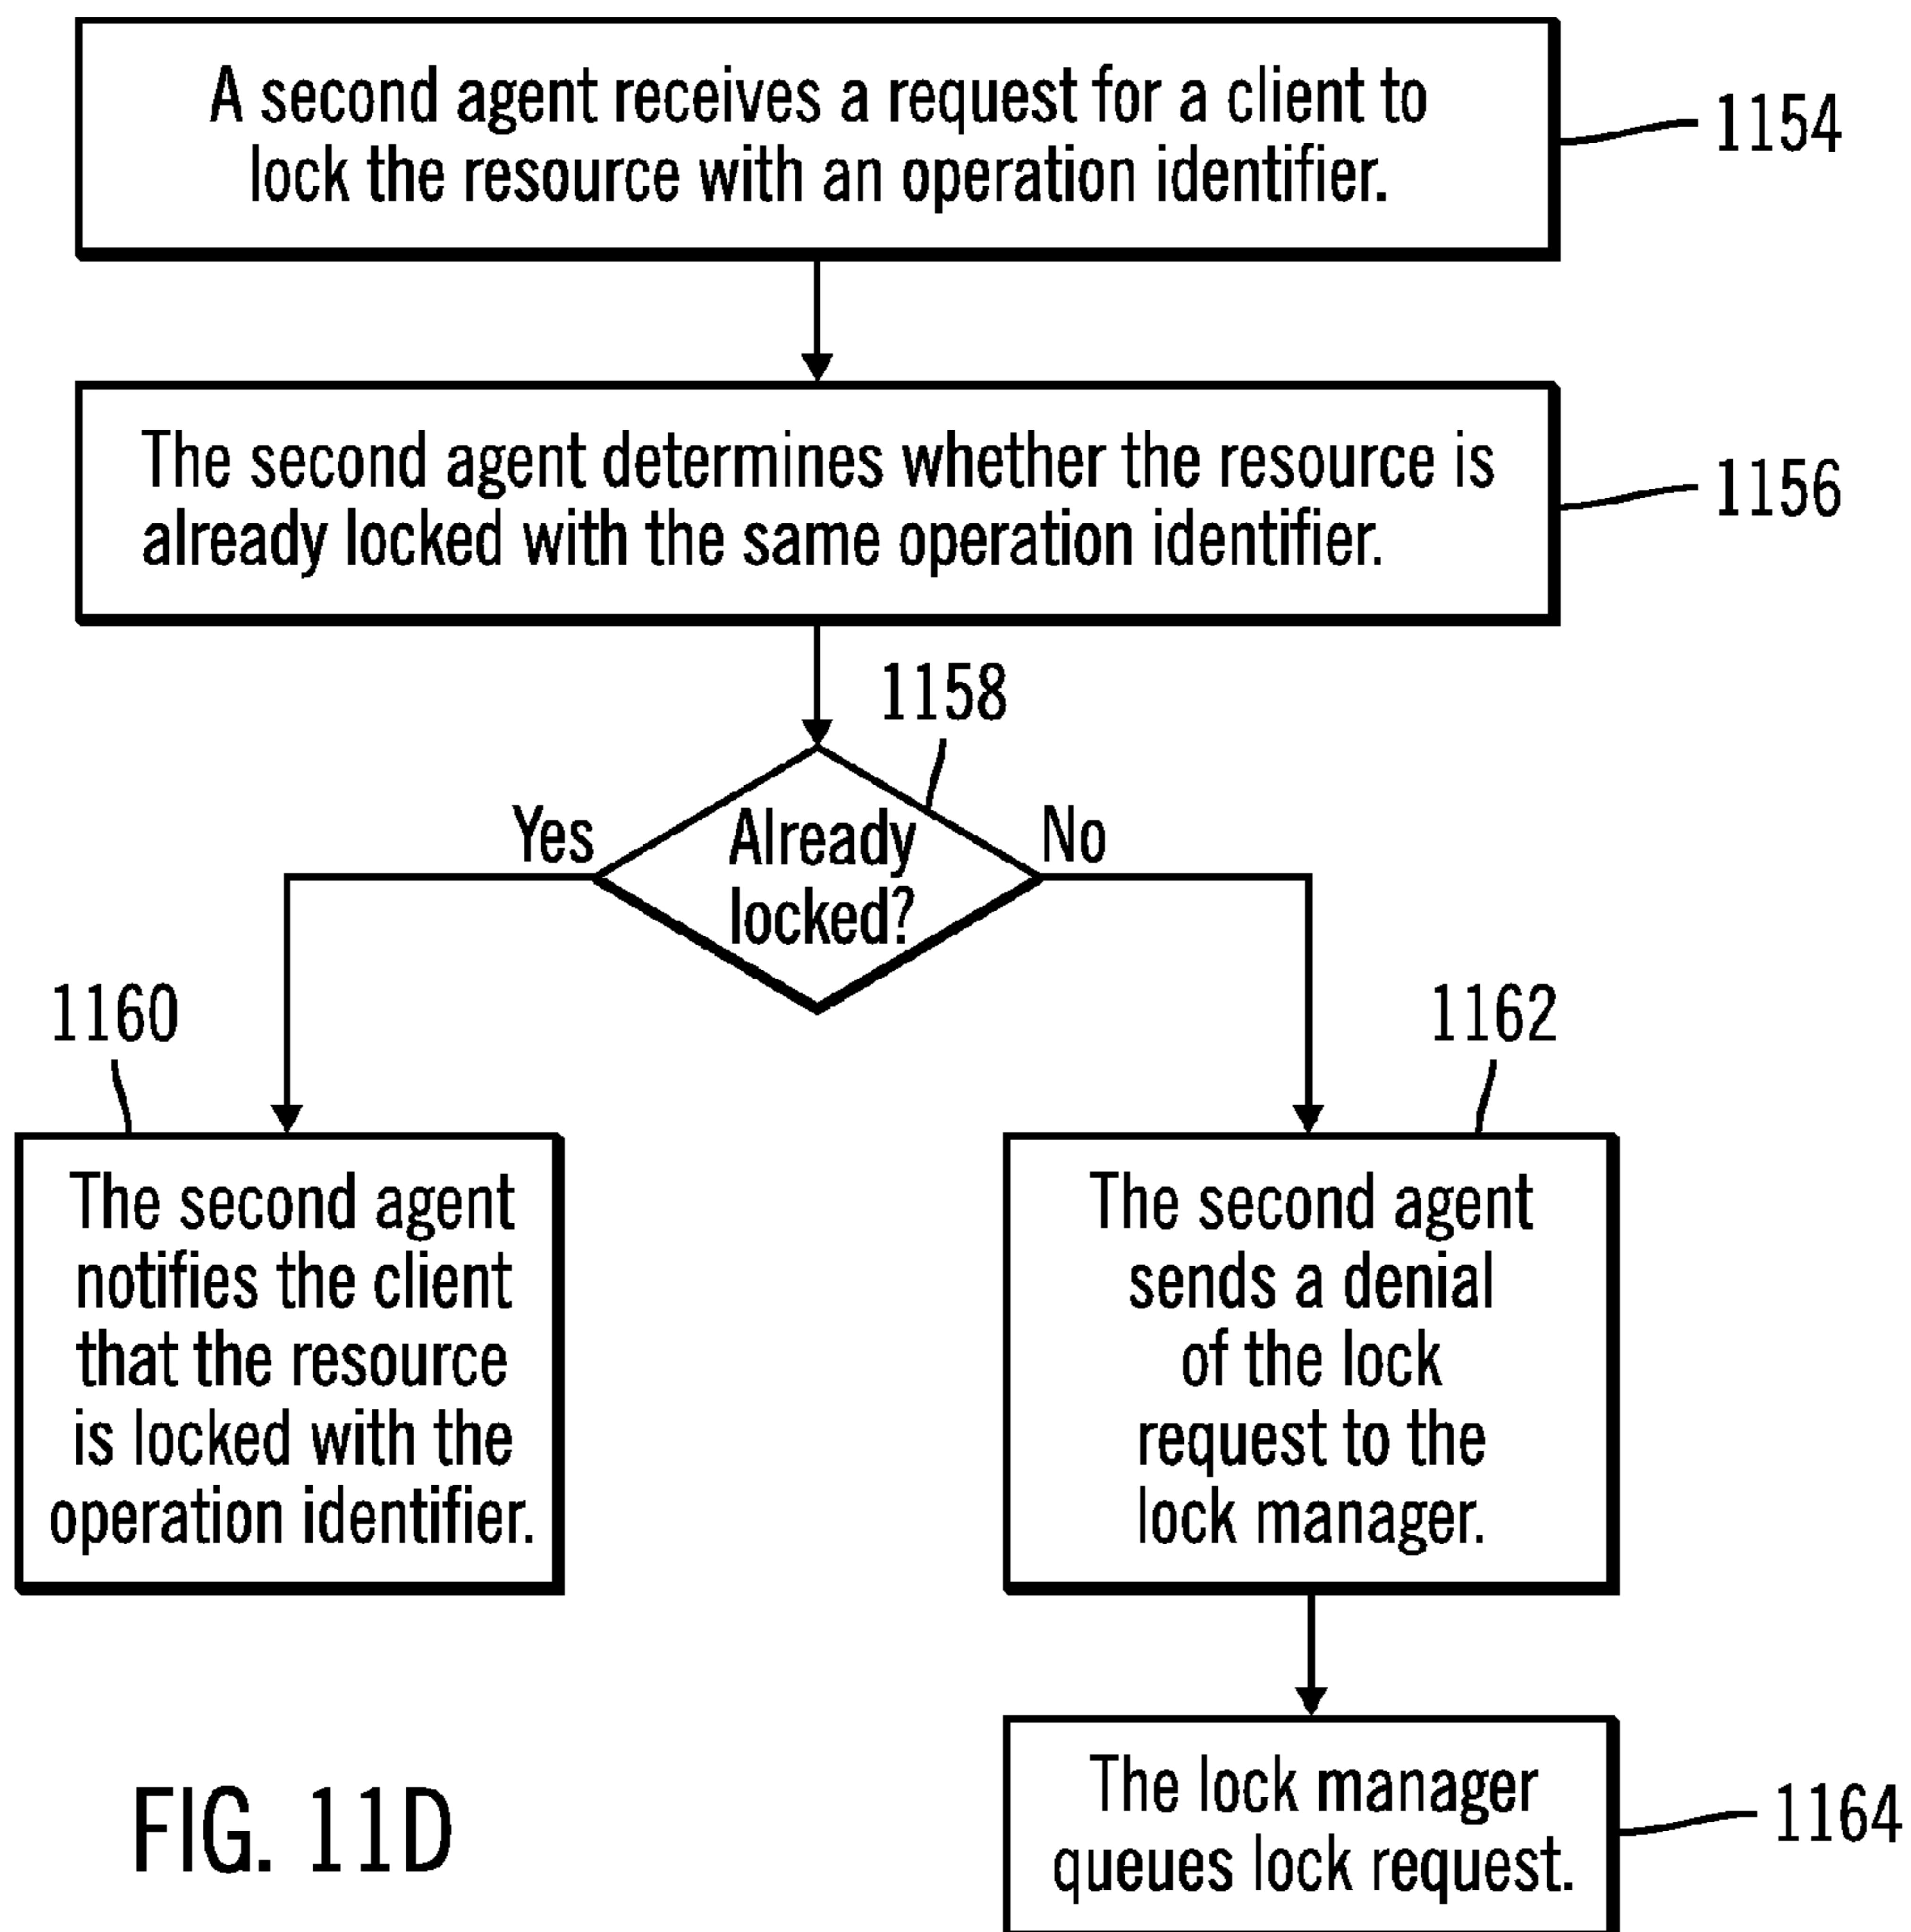 A second agent receives a request for a client to
lock the resource with an operation identifier.
1154
The second agent determines whether the resource is
already locked with the same operation identifier.
1156
1158
Yes
Already
locked?
No
1160
The second agent
notifies the client
that the resource
is locked with the
operation identifier.
1162
The second agent
sends a denial
of the lock
request to the
lock manager.
The lock manager
queues lock request.
1164
FIG. 11D